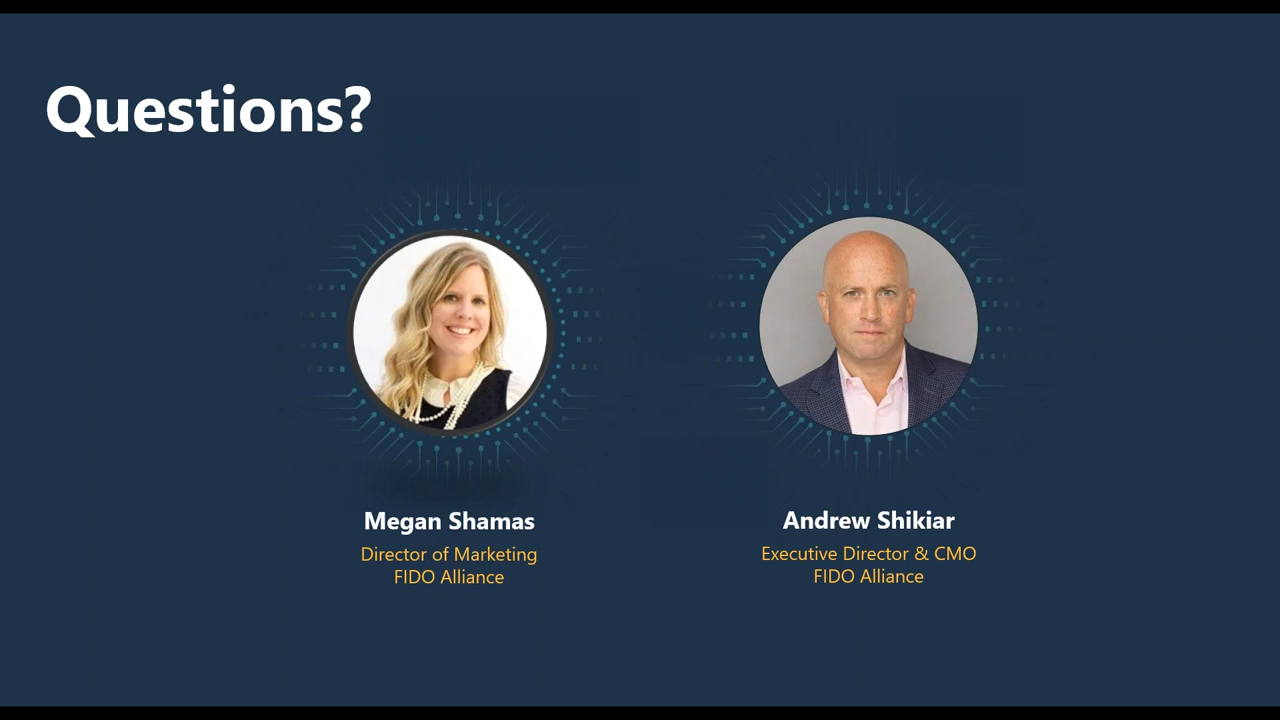 Questions?
Megan Shamas
Director of Marketing
FIDO Alliance
Andrew Shikiar
Executive Director & CMO
FIDO Alliance